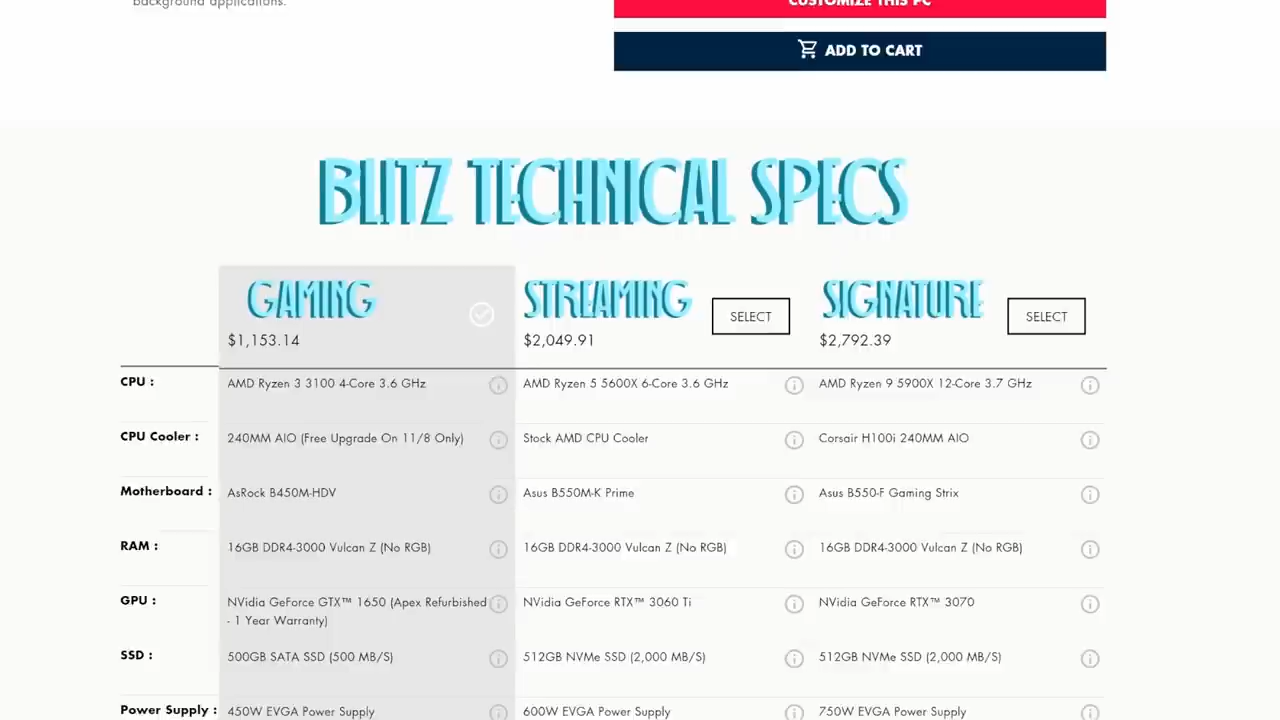 background applications.
CUSTOMIZE THIS PC
ADD TO CART
BLITZ TECHNICAL SPECS
GAMING STREAMING SELECT SIGNATURE SELECT
$1,153.14 $2,049.91 $2,792.39
CPU : AMD Ryzen 3 3100 4-Core 3.6 GHz AMD Ryzen 5 5600X 6-Core 3.6 GHz AMD Ryzen 9 5900X 12-Core 3.7 GHz
CPU Cooler : 240MM AIO (Free Upgrade On 11/8 Only) Stock AMD CPU Cooler Corsair H100i 240MM AIO
Motherboard : AsRock B450M-HDV Asus B550M-K Prime Asus B550-F Gaming Strix
RAM : 16GB DDR4-3000 Vulcan Z (No RGB) 16GB DDR4-3000 Vulcan Z (No RGB) 16GB DDR4-3000 Vulcan Z (No RGB)
GPU : NVidia GeForce GTX™ 1650 (Apex Refurbished NVidia GeForce RTX™ 3060 Ti NVidia GeForce RTX™ 3070
- 1 Year Warranty)
SSD : 500GB SATA SSD (500 MB/S) 512GB NVMe SSD (2,000 MB/S) 512GB NVMe SSD (2,000 MB/S)
Power Supply : 450W EVGA Power Supply 600W EVGA Power Supply 750W EVGA Power Supply